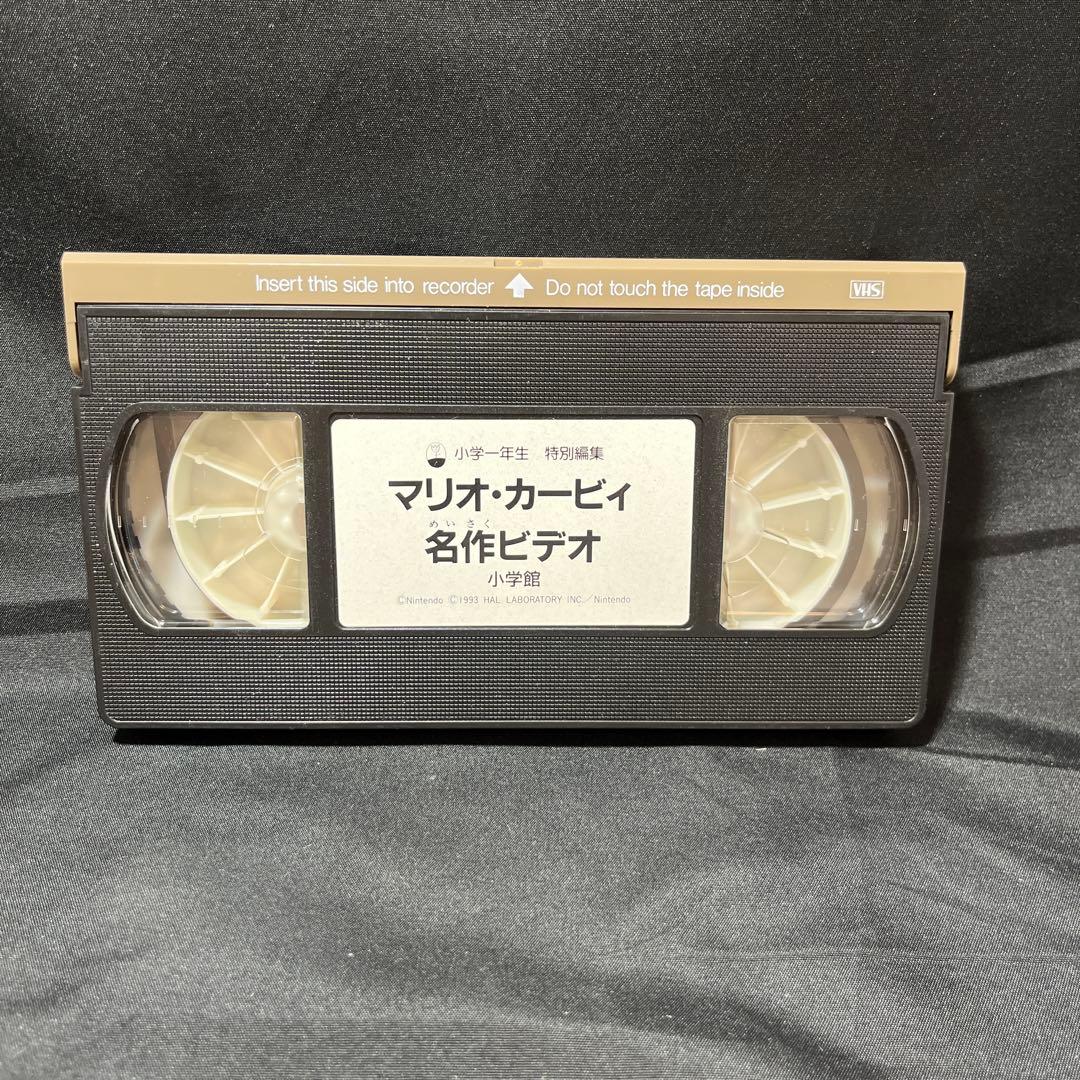 Insert this side into recorder ⬆ Do not touch the tape inside VHS
小学一年生 特別編集
マリオ・カービィ
めいさく
名作ビデオ
小学館
©Nintendo ©1993 HAL LABORATORY INC.／Nintendo